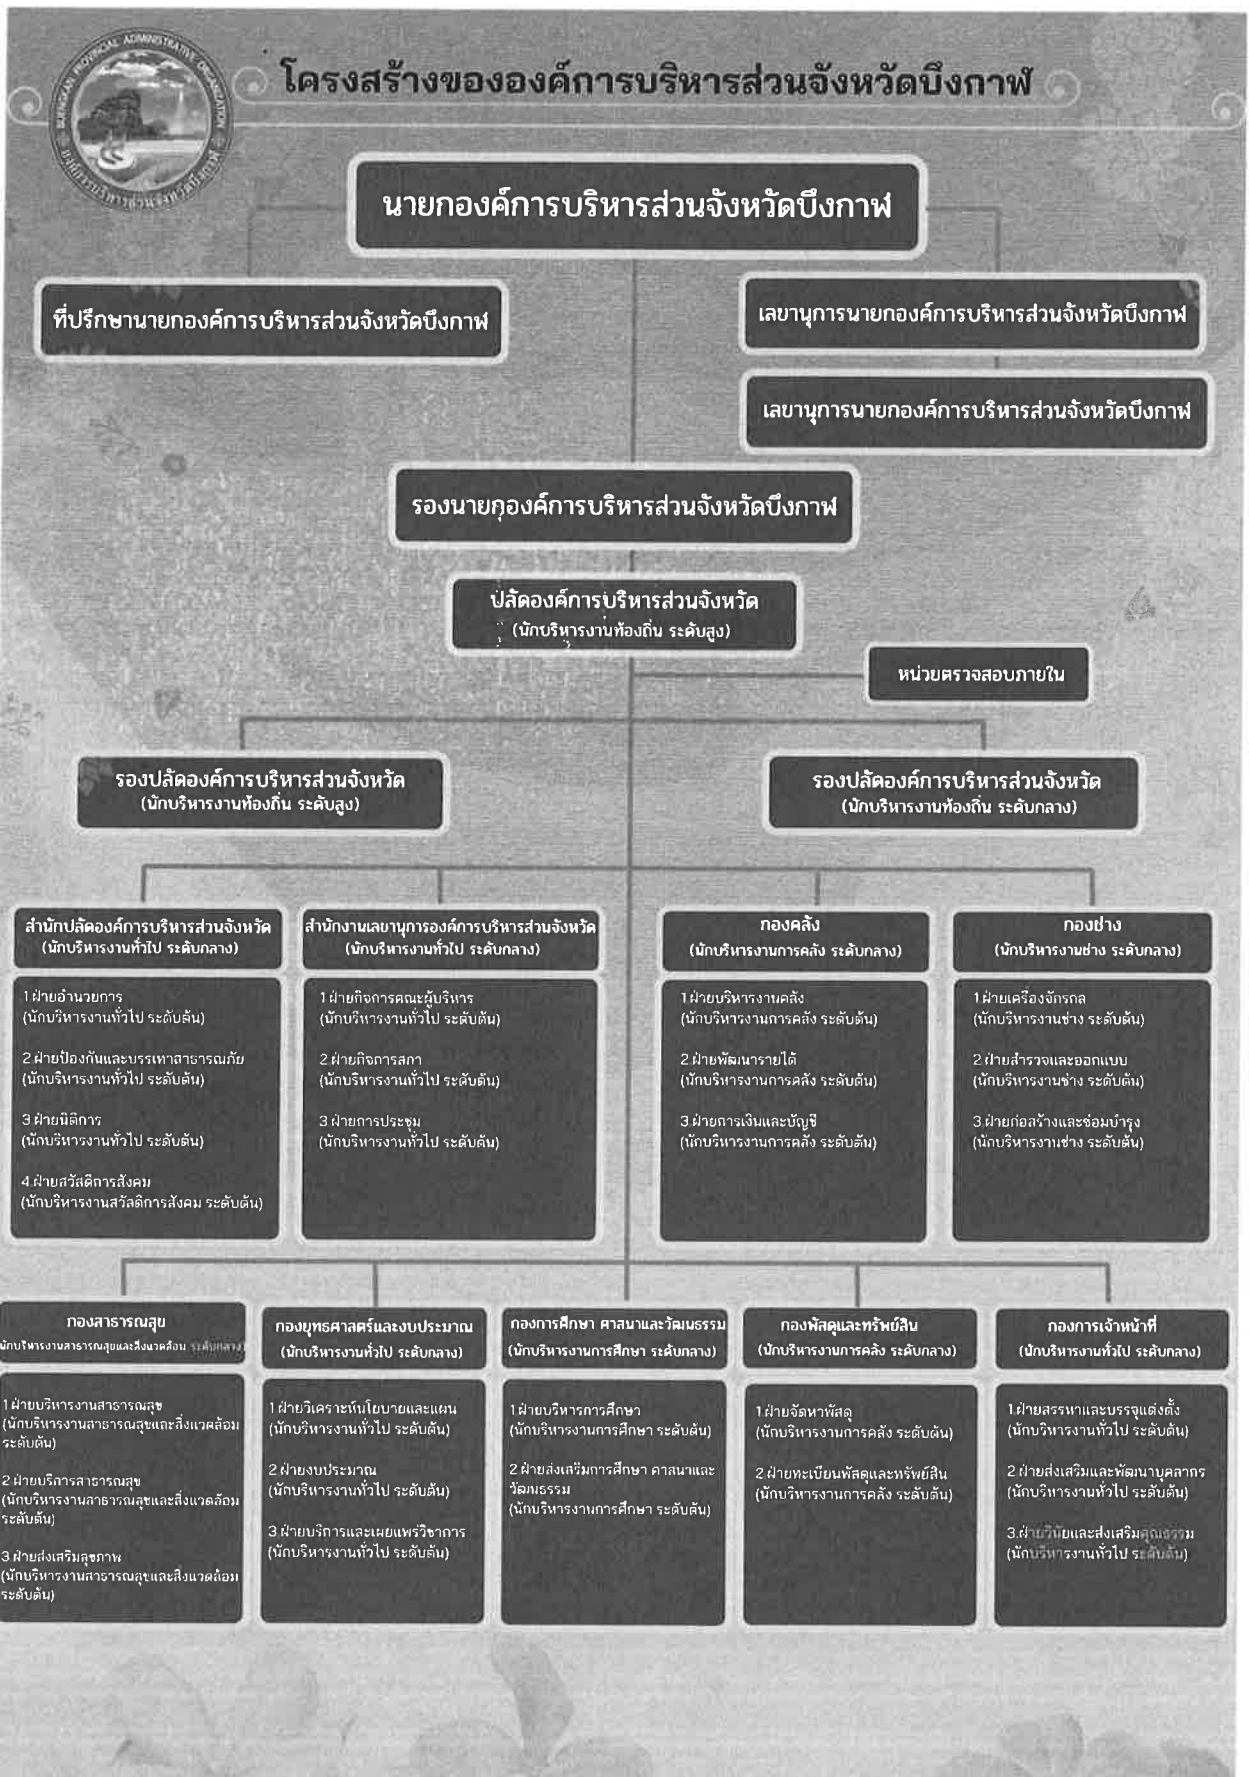 BUENGKAN PROVINCIAL ADMINISTRATIVE ORGANIZATION
องค์การบริหารส่วนจังหวัดบึงกาฬ
โครงสร้างขององค์การบริหารส่วนจังหวัดบึงกาฬ
นายกองค์การบริหารส่วนจังหวัดบึงกาฬ
ที่ปรึกษานายกองค์การบริหารส่วนจังหวัดบึงกาฬ
เลขานุการนายกองค์การบริหารส่วนจังหวัดบึงกาฬ
เลขานุการนายกองค์การบริหารส่วนจังหวัดบึงกาฬ
รองนายกองค์การบริหารส่วนจังหวัดบึงกาฬ
ปลัดองค์การบริหารส่วนจังหวัด
(นักบริหารงานท้องถิ่น ระดับสูง)
หน่วยตรวจสอบภายใน
รองปลัดองค์การบริหารส่วนจังหวัด
(นักบริหารงานท้องถิ่น ระดับสูง)
รองปลัดองค์การบริหารส่วนจังหวัด
(นักบริหารงานท้องถิ่น ระดับกลาง)
สำนักปลัดองค์การบริหารส่วนจังหวัด
(นักบริหารงานทั่วไป ระดับกลาง)
1.ฝ่ายอำนวยการ
(นักบริหารงานทั่วไป ระดับต้น)
2.ฝ่ายป้องกันและบรรเทาสาธารณภัย
(นักบริหารงานทั่วไป ระดับต้น)
3.ฝ่ายนิติการ
(นักบริหารงานทั่วไป ระดับต้น)
4.ฝ่ายสวัสดิการสังคม
(นักบริหารงานสวัสดิการสังคม ระดับต้น)
สำนักงานเลขานุการองค์การบริหารส่วนจังหวัด
(นักบริหารงานทั่วไป ระดับกลาง)
1.ฝ่ายกิจการคณะผู้บริหาร
(นักบริหารงานทั่วไป ระดับต้น)
2.ฝ่ายกิจการสภา
(นักบริหารงานทั่วไป ระดับต้น)
3.ฝ่ายการประชุม
(นักบริหารงานทั่วไป ระดับต้น)
กองคลัง
(นักบริหารงานการคลัง ระดับกลาง)
1.ฝ่ายบริหารงานคลัง
(นักบริหารงานการคลัง ระดับต้น)
2.ฝ่ายพัฒนารายได้
(นักบริหารงานการคลัง ระดับต้น)
3.ฝ่ายการเงินและบัญชี
(นักบริหารงานการคลัง ระดับต้น)
กองช่าง
(นักบริหารงานช่าง ระดับกลาง)
1.ฝ่ายเครื่องจักรกล
(นักบริหารงานช่าง ระดับต้น)
2.ฝ่ายสำรวจและออกแบบ
(นักบริหารงานช่าง ระดับต้น)
3.ฝ่ายก่อสร้างและซ่อมบำรุง
(นักบริหารงานช่าง ระดับต้น)
กองสาธารณสุข
นักบริหารงานสาธารณสุขและสิ่งแวดล้อม ระดับกลาง)
1.ฝ่ายบริหารงานสาธารณสุข
(นักบริหารงานสาธารณสุขและสิ่งแวดล้อม
ระดับต้น)
2.ฝ่ายบริการสาธารณสุข
(นักบริหารงานสาธารณสุขและสิ่งแวดล้อม
ระดับต้น)
3.ฝ่ายส่งเสริมสุขภาพ
(นักบริหารงานสาธารณสุขและสิ่งแวดล้อม
ระดับต้น)
กองยุทธศาสตร์และงบประมาณ
(นักบริหารงานทั่วไป ระดับกลาง)
1.ฝ่ายวิเคราะห์นโยบายและแผน
(นักบริหารงานทั่วไป ระดับต้น)
2.ฝ่ายงบประมาณ
(นักบริหารงานทั่วไป ระดับต้น)
3.ฝ่ายบริการและเผยแพร่วิชาการ
(นักบริหารงานทั่วไป ระดับต้น)
กองการศึกษา ศาสนาและวัฒนธรรม
(นักบริหารงานการศึกษา ระดับกลาง)
1.ฝ่ายบริหารการศึกษา
(นักบริหารงานการศึกษา ระดับต้น)
2.ฝ่ายส่งเสริมการศึกษา ศาสนาและ
วัฒนธรรม
(นักบริหารงานการศึกษา ระดับต้น)
กองพัสดุและทรัพย์สิน
(นักบริหารงานการคลัง ระดับกลาง)
1.ฝ่ายจัดหาพัสดุ
(นักบริหารงานการคลัง ระดับต้น)
2.ฝ่ายทะเบียนพัสดุและทรัพย์สิน
(นักบริหารงานการคลัง ระดับต้น)
กองการเจ้าหน้าที่
(นักบริหารงานทั่วไป ระดับกลาง)
1.ฝ่ายสรรหาและบรรจุแต่งตั้ง
(นักบริหารงานทั่วไป ระดับต้น)
2.ฝ่ายส่งเสริมและพัฒนาบุคลากร
(นักบริหารงานทั่วไป ระดับต้น)
3.ฝ่ายวินัยและส่งเสริมคุณธรรม
(นักบริหารงานทั่วไป ระดับต้น)